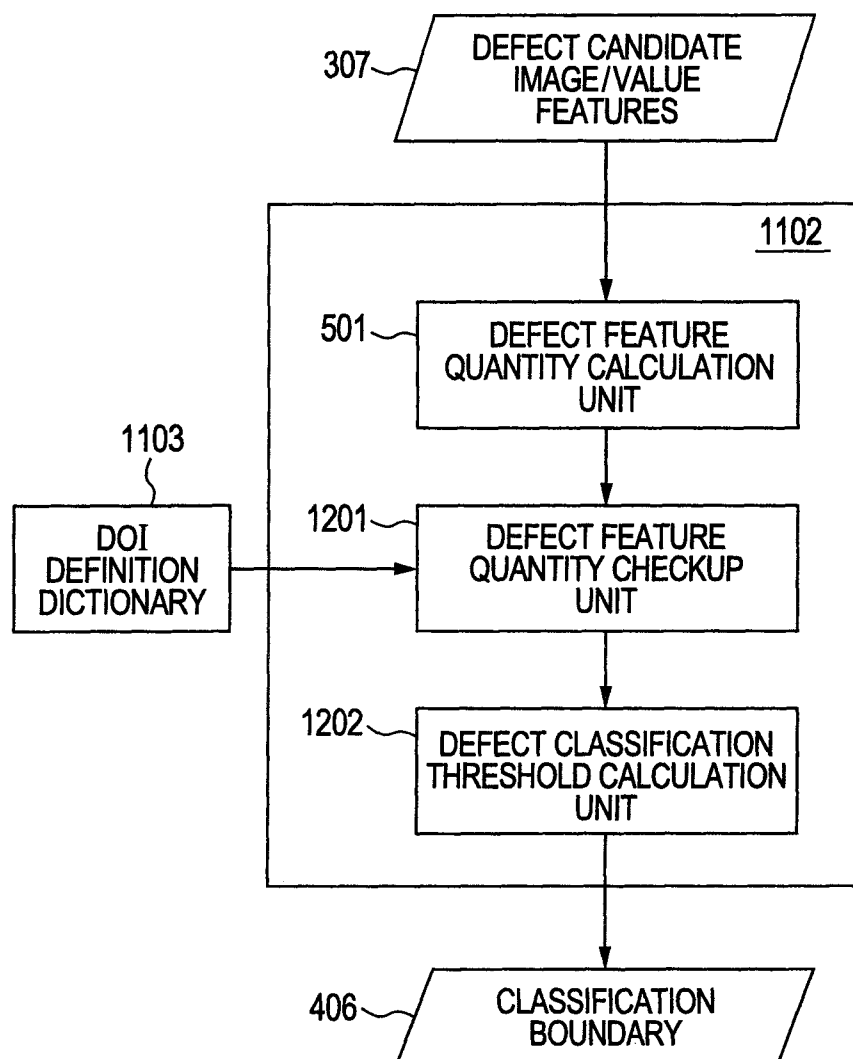 307
DEFECT CANDIDATE
IMAGE/VALUE
FEATURES
1102
501
DEFECT FEATURE
QUANTITY CALCULATION
UNIT
1103
DOI
DEFINITION
DICTIONARY
1201
DEFECT FEATURE
QUANTITY CHECKUP
UNIT
1202
DEFECT CLASSIFICATION
THRESHOLD CALCULATION
UNIT
406
CLASSIFICATION
BOUNDARY